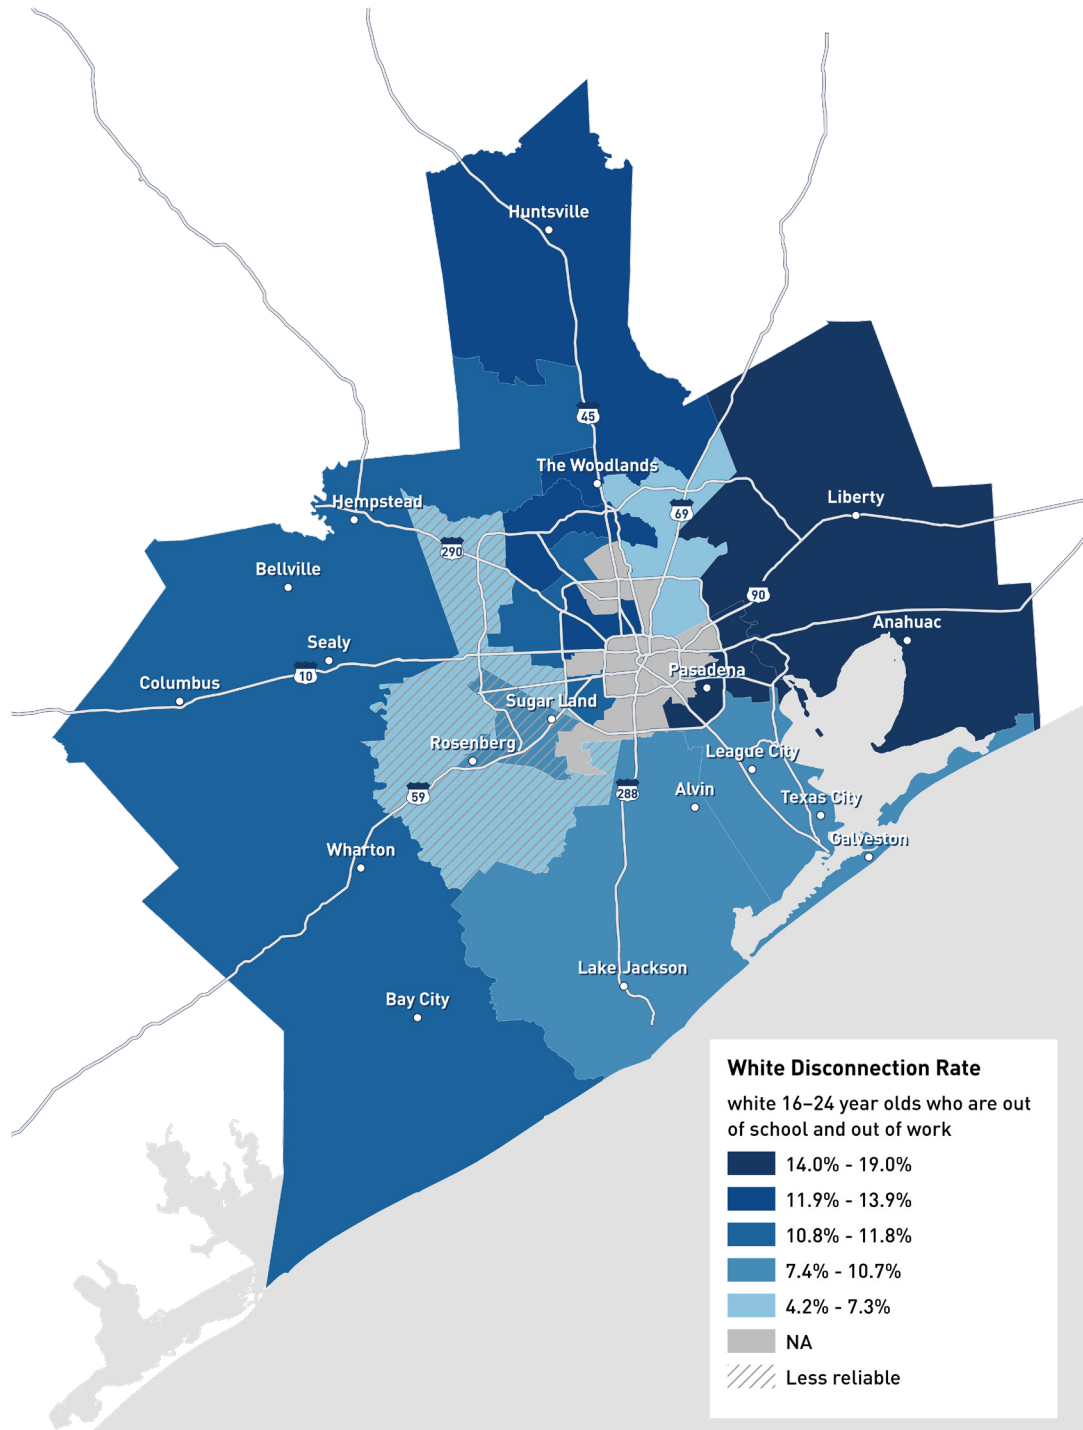 Huntsville
45
The Woodlands
Hempstead
69
Liberty
290
Bellville
90
Anahuac
Sealy
10
Columbus
Pasadena
Sugar Land
Rosenberg
League City
59
288
Alvin
Texas City
Galveston
Wharton
Lake Jackson
Bay City
White Disconnection Rate
white 16–24 year olds who are out
of school and out of work
14.0% - 19.0%
11.9% - 13.9%
10.8% - 11.8%
7.4% - 10.7%
4.2% - 7.3%
NA
Less reliable